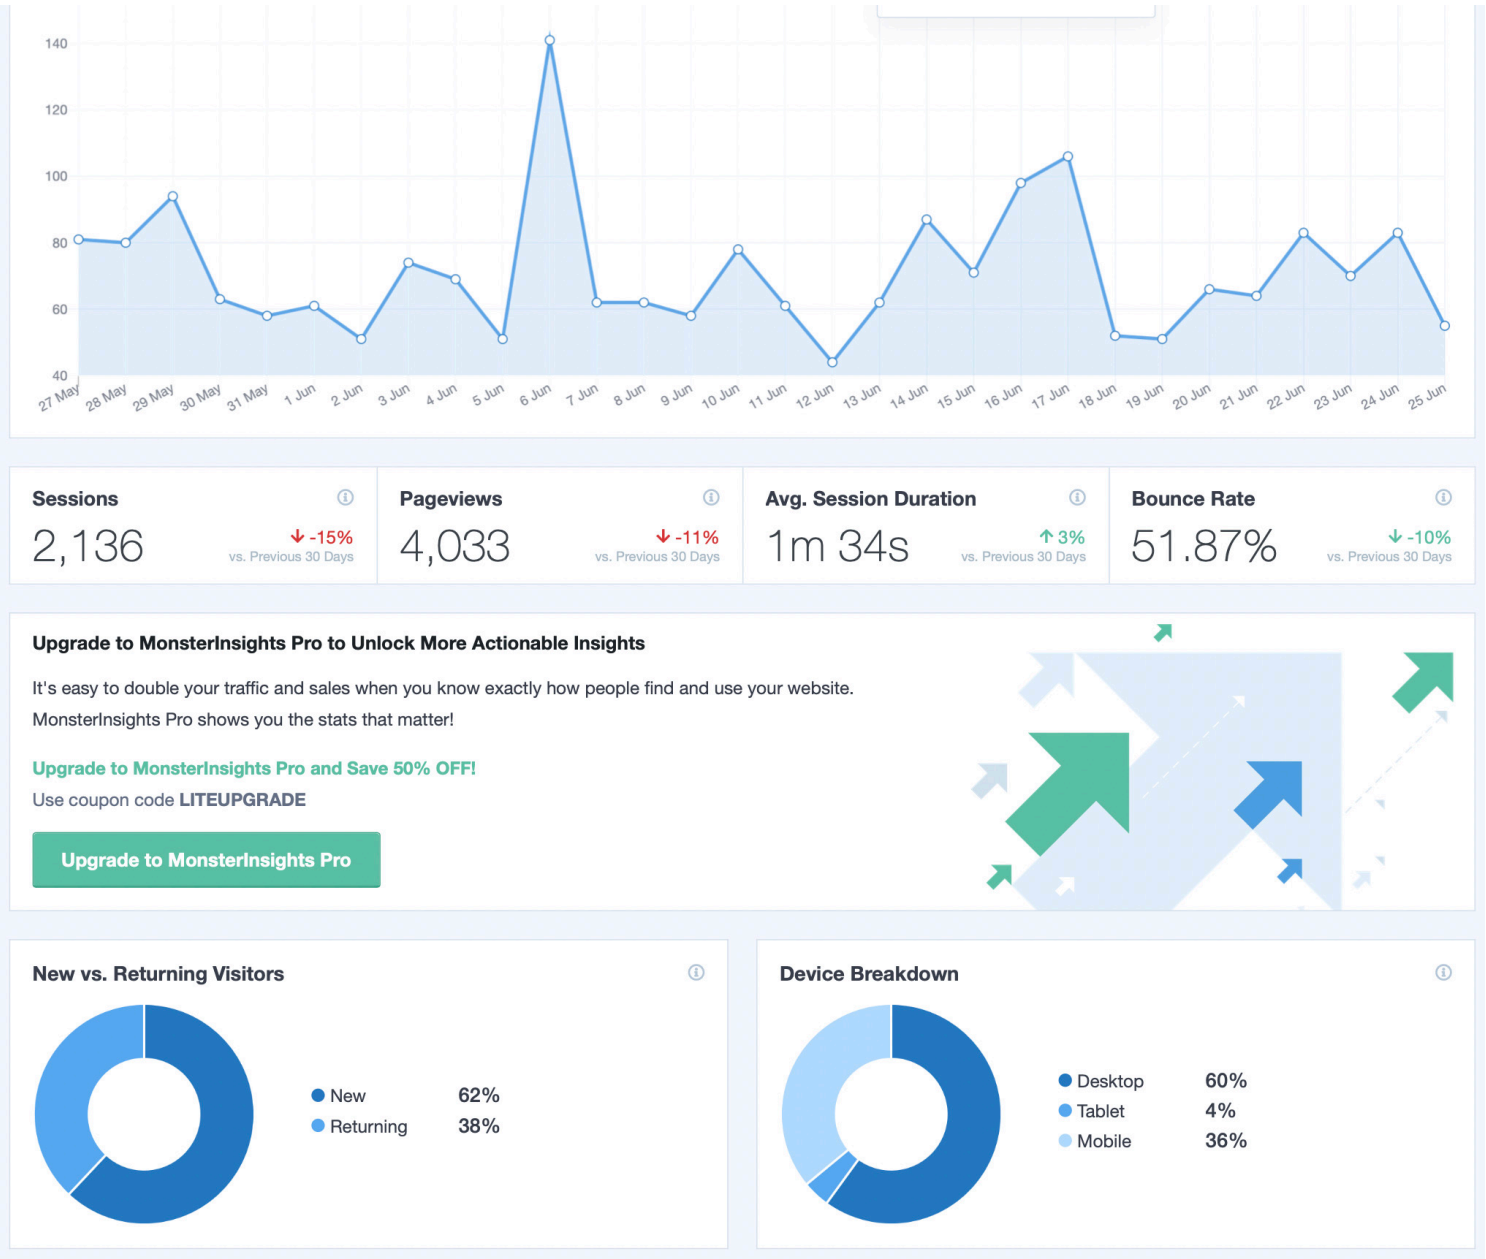 140
120
100
80
60
40
27 May 28 May 29 May 30 May 31 May 1 Jun 2 Jun 3 Jun 4 Jun 5 Jun 6 Jun 7 Jun 8 Jun 9 Jun 10 Jun 11 Jun 12 Jun 13 Jun 14 Jun 15 Jun 16 Jun 17 Jun 18 Jun 19 Jun 20 Jun 21 Jun 22 Jun 23 Jun 24 Jun 25 Jun
Sessions
2,136
-15%
vs. Previous 30 Days
Pageviews
4,033
-11%
vs. Previous 30 Days
Avg. Session Duration
1m 34s
3%
vs. Previous 30 Days
Bounce Rate
51.87%
-10%
vs. Previous 30 Days
Upgrade to MonsterInsights Pro to Unlock More Actionable Insights
It's easy to double your traffic and sales when you know exactly how people find and use your website.
MonsterInsights Pro shows you the stats that matter!
Upgrade to MonsterInsights Pro and Save 50% OFF!
Use coupon code LITEUPGRADE
Upgrade to MonsterInsights Pro
New vs. Returning Visitors
New 62%
Returning 38%
Device Breakdown
Desktop 60%
Tablet 4%
Mobile 36%